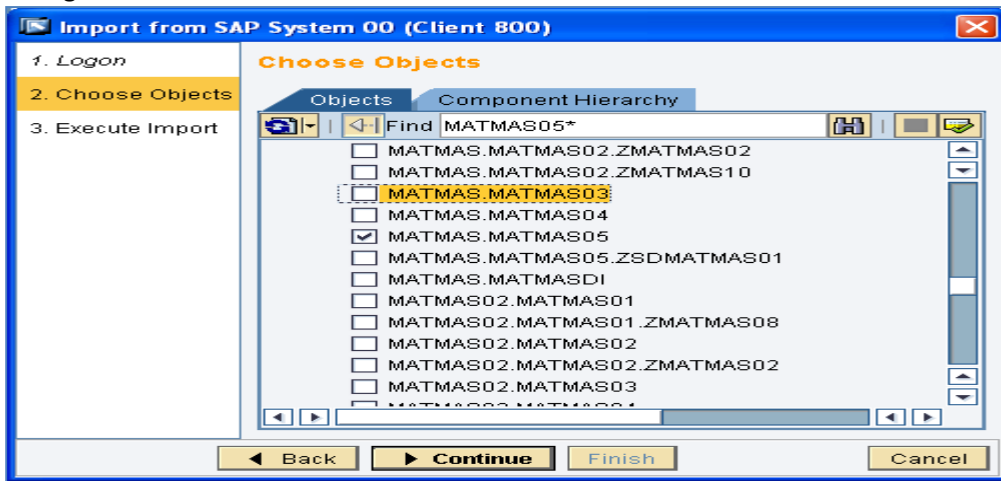 Import from SAP System 00 (Client 800)
1. Logon
2. Choose Objects
3. Execute Import
Choose Objects
Objects Component Hierarchy
Find MATMAS05*
MATMAS.MATMAS02.ZMATMAS02
MATMAS.MATMAS02.ZMATMAS10
MATMAS.MATMAS03
MATMAS.MATMAS04
MATMAS.MATMAS05
MATMAS.MATMAS05.ZSDMATMAS01
MATMAS.MATMASDI
MATMAS02.MATMAS01
MATMAS02.MATMAS01.ZMATMAS08
MATMAS02.MATMAS02
MATMAS02.MATMAS02.ZMATMAS02
MATMAS02.MATMAS03
Back Continue Finish Cancel